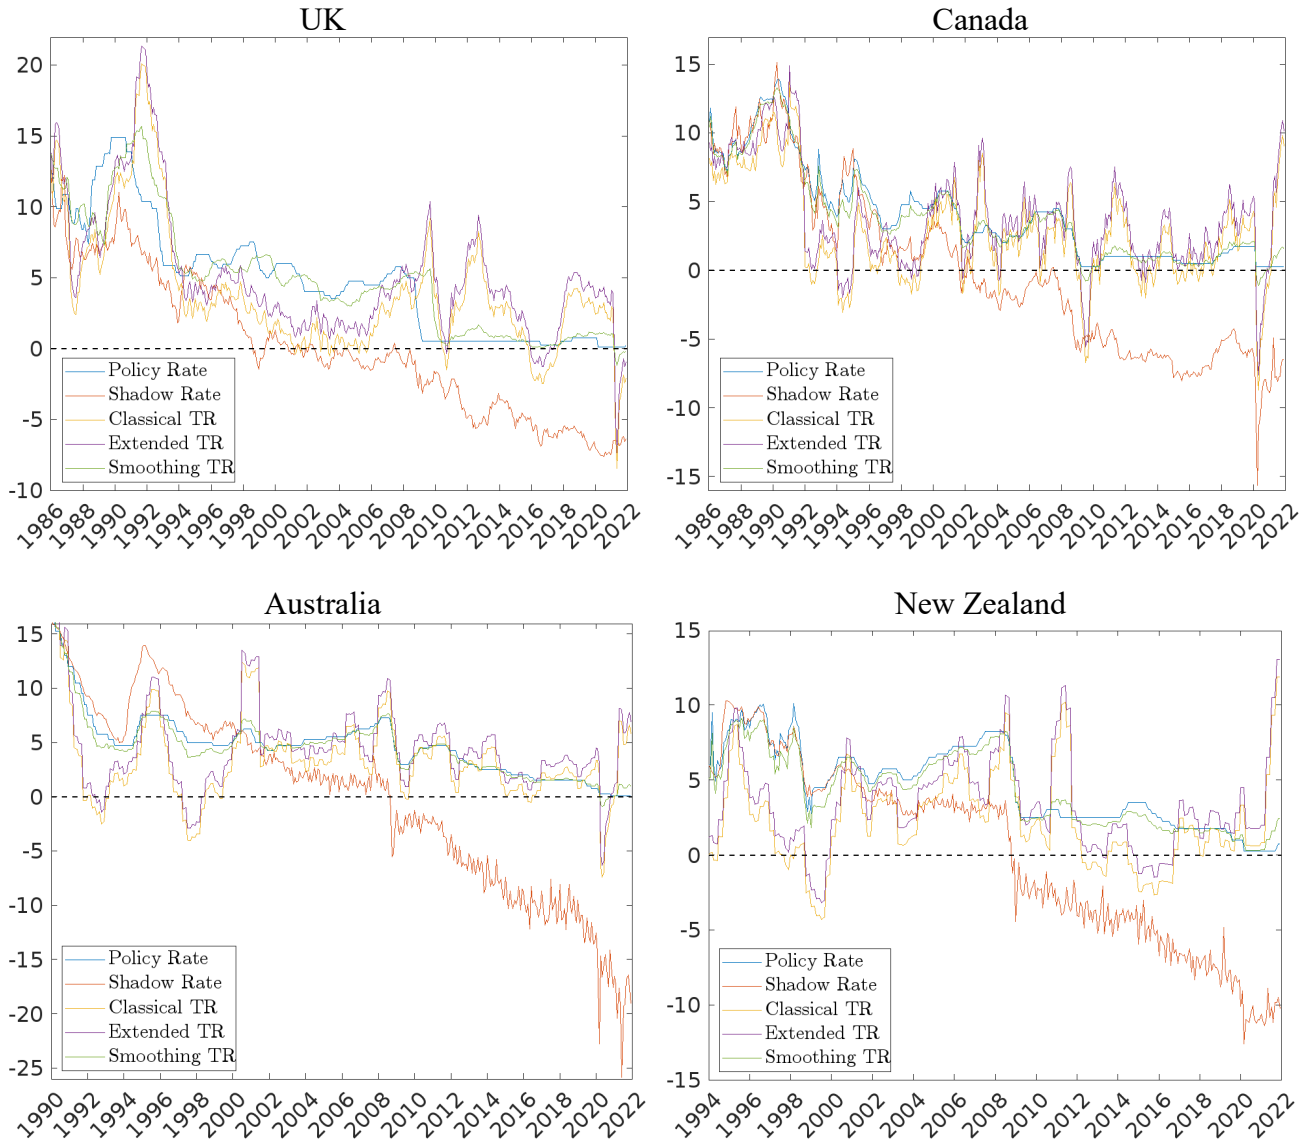 UK
20
15
10
5
0
-5
-10
Policy Rate
Shadow Rate
Classical TR
Extended TR
Smoothing TR
1986 1988 1990 1992 1994 1996 1998 2000 2002 2004 2006 2008 2010 2012 2014 2016 2018 2020 2022
Canada
15
10
5
0
-5
-10
-15
Policy Rate
Shadow Rate
Classical TR
Extended TR
Smoothing TR
1986 1988 1990 1992 1994 1996 1998 2000 2002 2004 2006 2008 2010 2012 2014 2016 2018 2020 2022
Australia
15
10
5
0
-5
-10
-15
-20
-25
Policy Rate
Shadow Rate
Classical TR
Extended TR
Smoothing TR
1990 1992 1994 1996 1998 2000 2002 2004 2006 2008 2010 2012 2014 2016 2018 2020 2022
New Zealand
15
10
5
0
-5
-10
-15
Policy Rate
Shadow Rate
Classical TR
Extended TR
Smoothing TR
1994 1996 1998 2000 2002 2004 2006 2008 2010 2012 2014 2016 2018 2020 2022